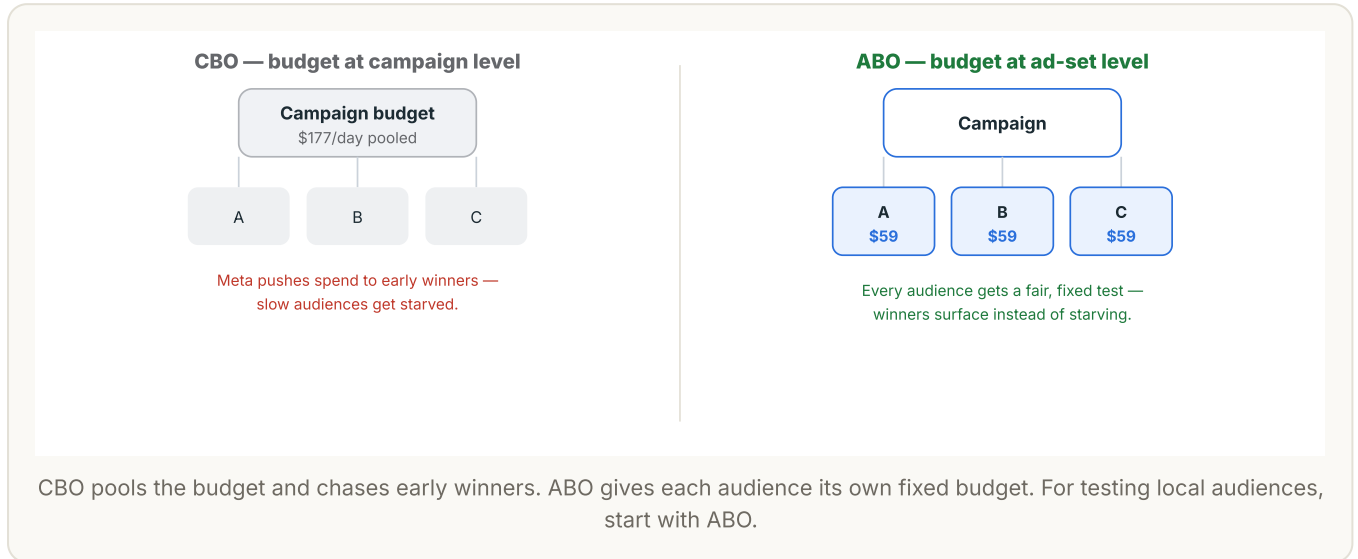 CBO — budget at campaign level
Campaign budget
$177/day pooled
A
B
C
Meta pushes spend to early winners —
slow audiences get starved.
ABO — budget at ad-set level
Campaign
A
$59
B
$59
C
$59
Every audience gets a fair, fixed test —
winners surface instead of starving.
CBO pools the budget and chases early winners. ABO gives each audience its own fixed budget. For testing local audiences,
start with ABO.